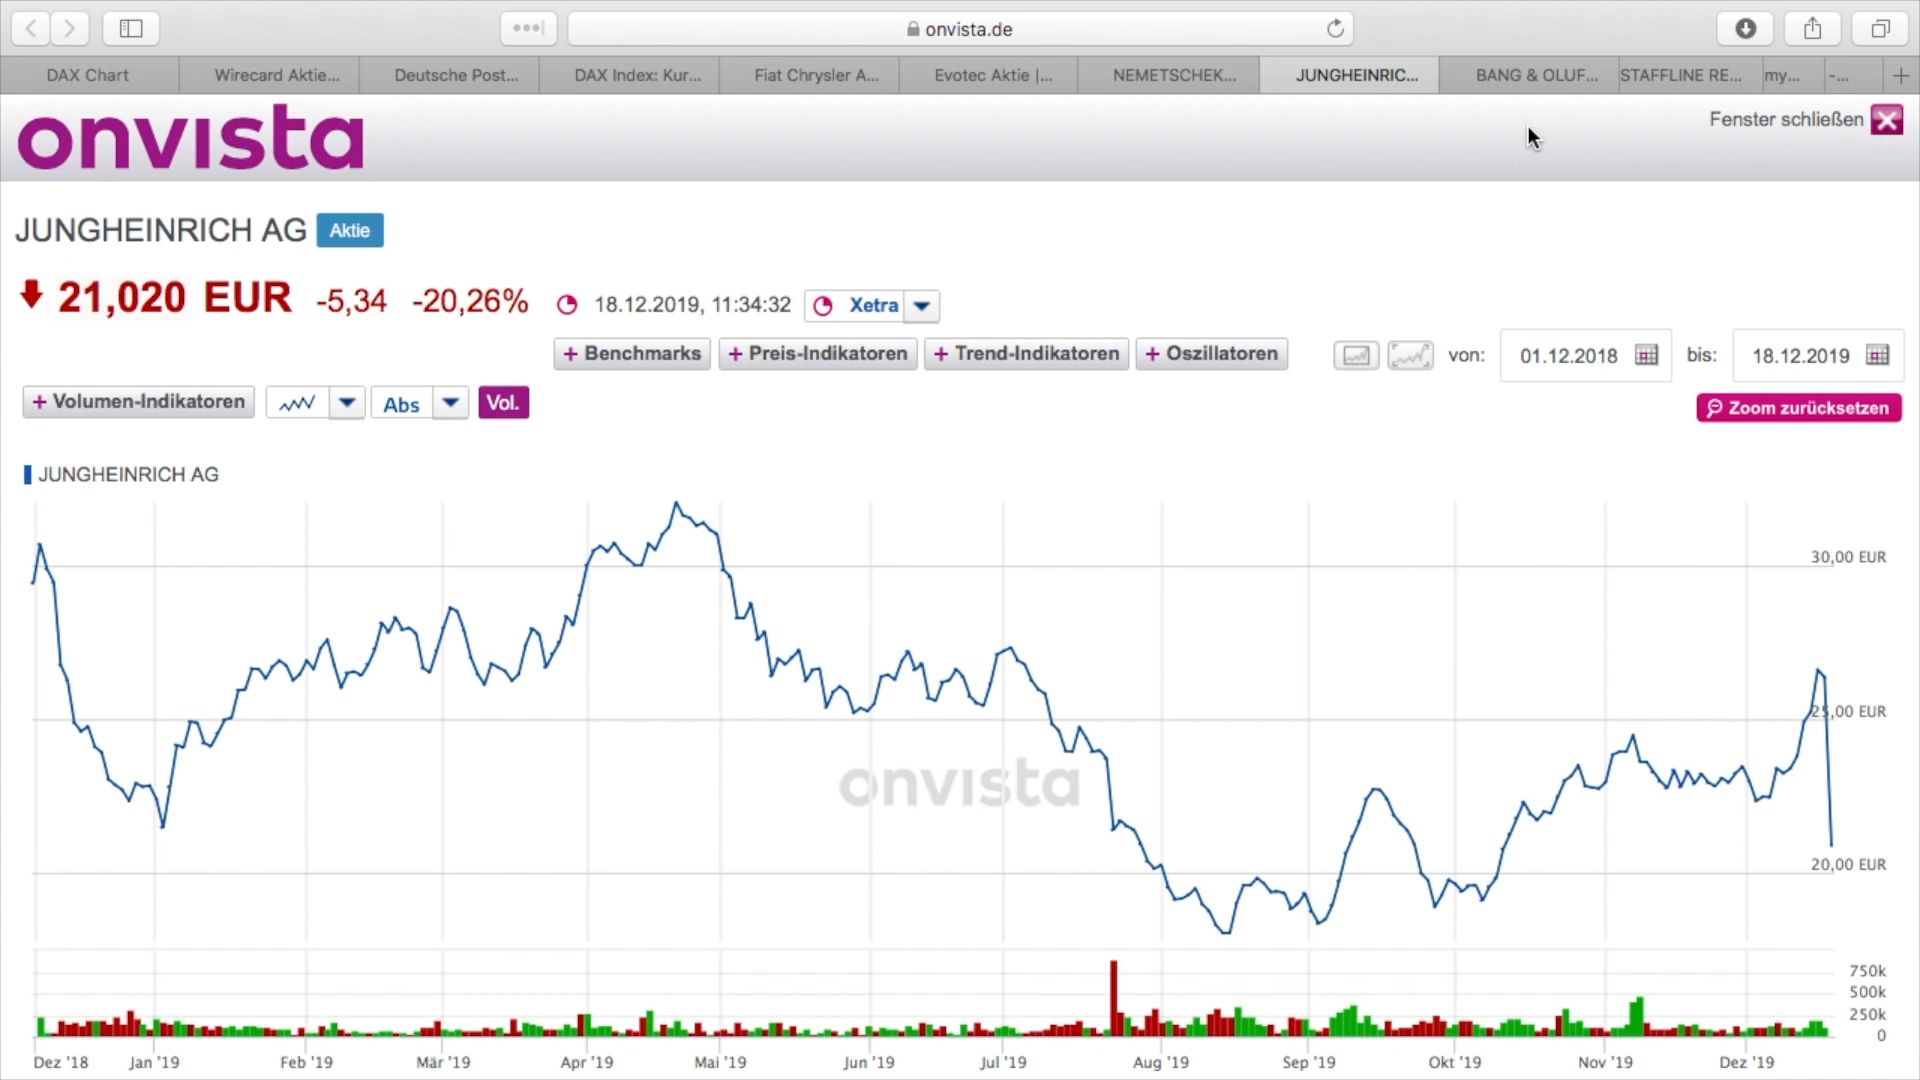 onvista.de
DAX Chart
Wirecard Aktie...
Deutsche Post...
DAX Index: Kur...
Fiat Chrysler A...
Evotec Aktie |...
NEMETSCHEK...
JUNGHEINRIC...
BANG & OLUF...
STAFFLINE RE...
my...
-...
onvista
Fenster schließen
JUNGHEINRICH AG Aktie
21,020 EUR -5,34 -20,26% 18.12.2019, 11:34:32 Xetra
+ Benchmarks + Preis-Indikatoren + Trend-Indikatoren + Oszillatoren von: 01.12.2018 bis: 18.12.2019
+ Volumen-Indikatoren Abs Vol. Zoom zurücksetzen
JUNGHEINRICH AG
30,00 EUR
25,00 EUR
onvista
20,00 EUR
750k
500k
250k
0
Dez '18 Jan '19 Feb '19 Mär '19 Apr '19 Mai '19 Jun '19 Jul '19 Aug '19 Sep '19 Okt '19 Nov '19 Dez '19